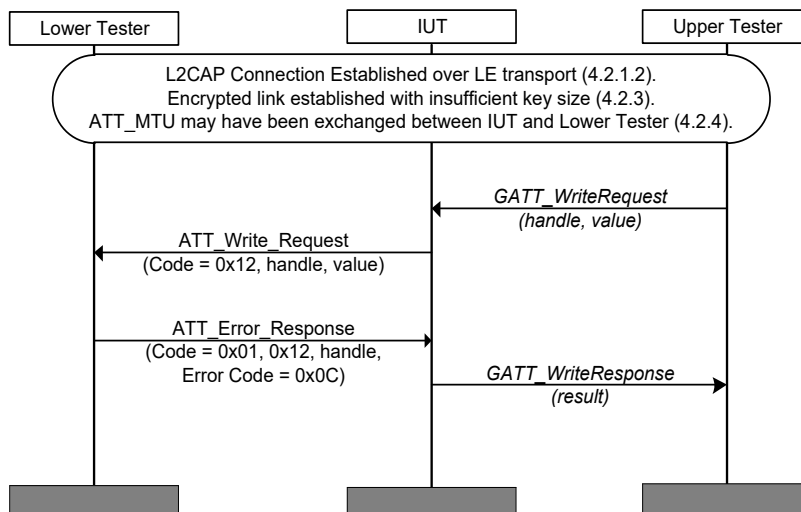 Lower Tester
IUT
Upper Tester
L2CAP Connection Established over LE transport (4.2.1.2).
Encrypted link established with insufficient key size (4.2.3).
ATT_MTU may have been exchanged between IUT and Lower Tester (4.2.4).
GATT_WriteRequest
(handle, value)
ATT_Write_Request
(Code = 0x12, handle, value)
ATT_Error_Response
(Code = 0x01, 0x12, handle,
Error Code = 0x0C)
GATT_WriteResponse
(result)